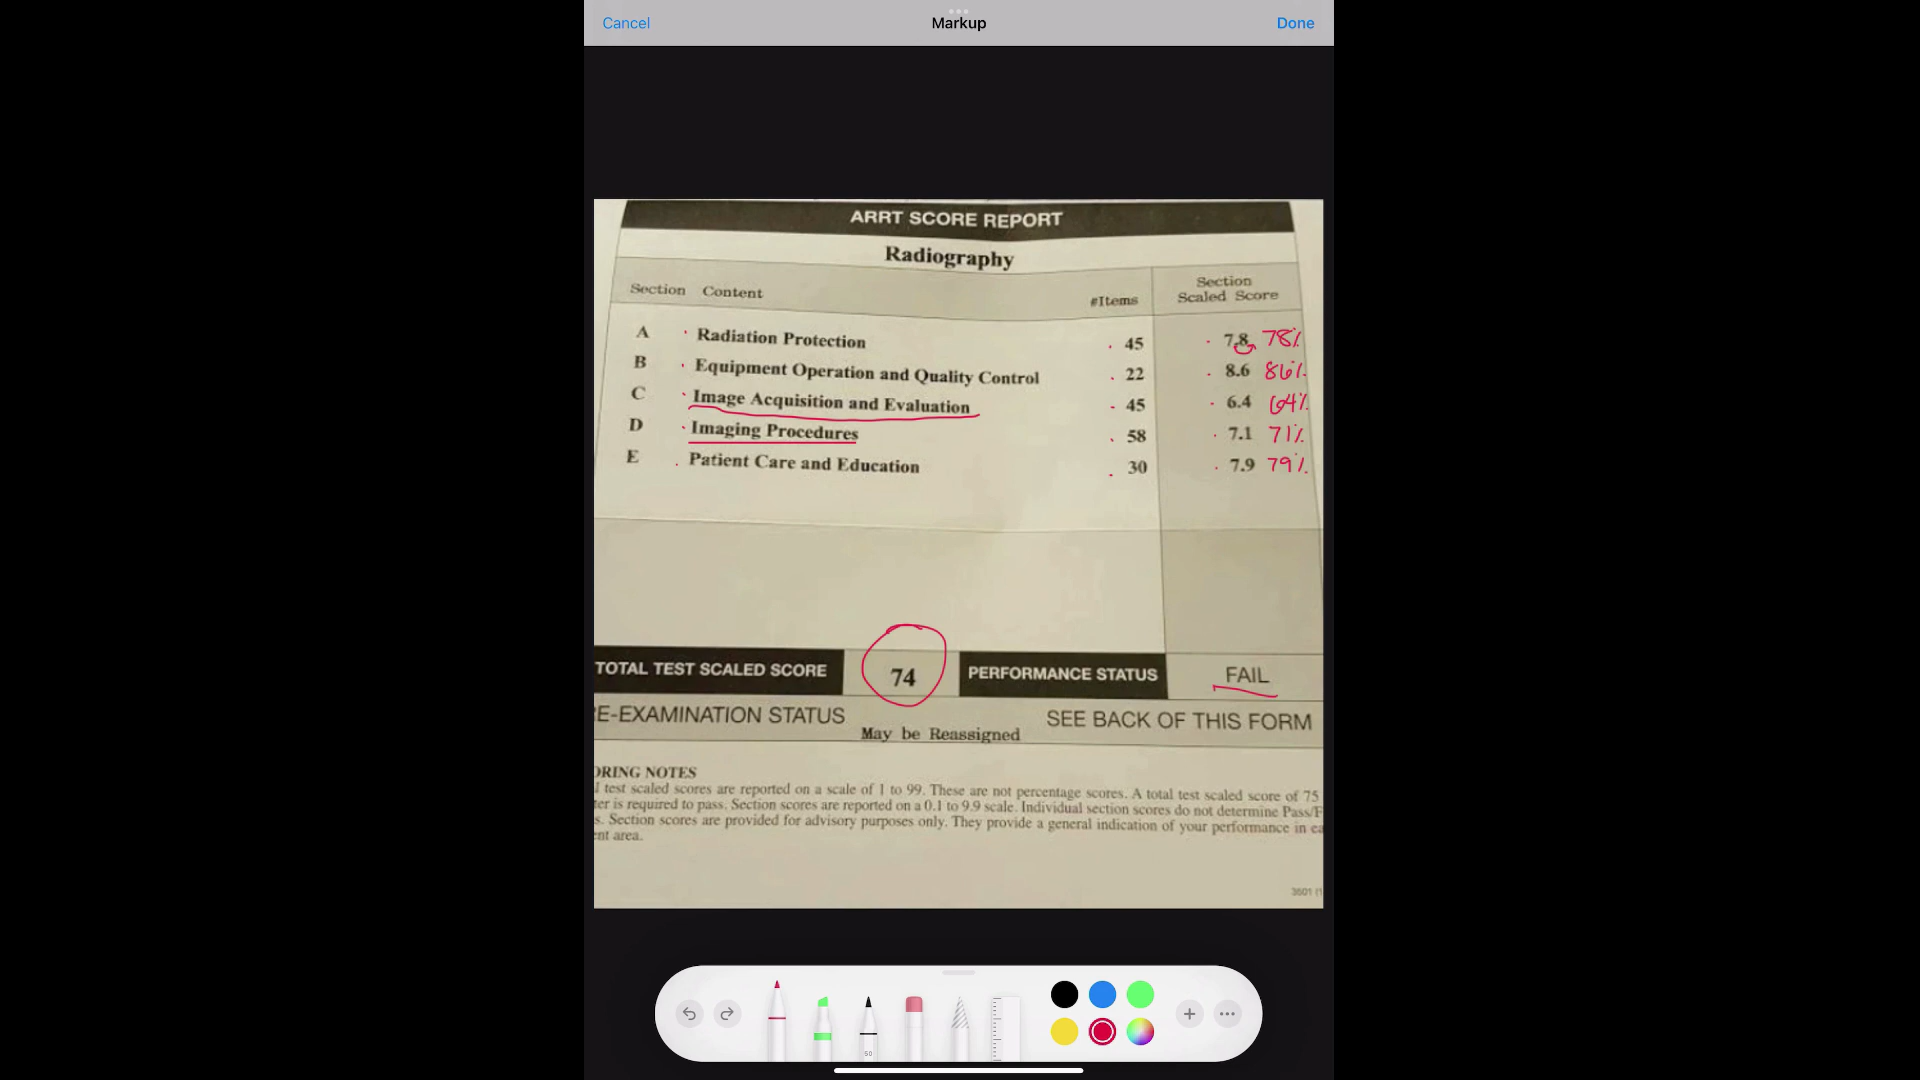 Cancel Markup Done
ARRT SCORE REPORT
Radiography
Section Content #Items Section Scaled Score
A Radiation Protection 45 7.8 78%
B Equipment Operation and Quality Control 22 8.6 86%
C Image Acquisition and Evaluation 45 6.4 64%
D Imaging Procedures 58 7.1 71%
E Patient Care and Education 30 7.9 79%
TOTAL TEST SCALED SCORE 74 PERFORMANCE STATUS FAIL
E-EXAMINATION STATUS May be Reassigned SEE BACK OF THIS FORM
ORING NOTES
l test scaled scores are reported on a scale of 1 to 99. These are not percentage scores. A total test scaled score of 75
ter is required to pass. Section scores are reported on a 0.1 to 9.9 scale. Individual section scores do not determine Pass/F
s. Section scores are provided for advisory purposes only. They provide a general indication of your performance in ea
ent area.
50